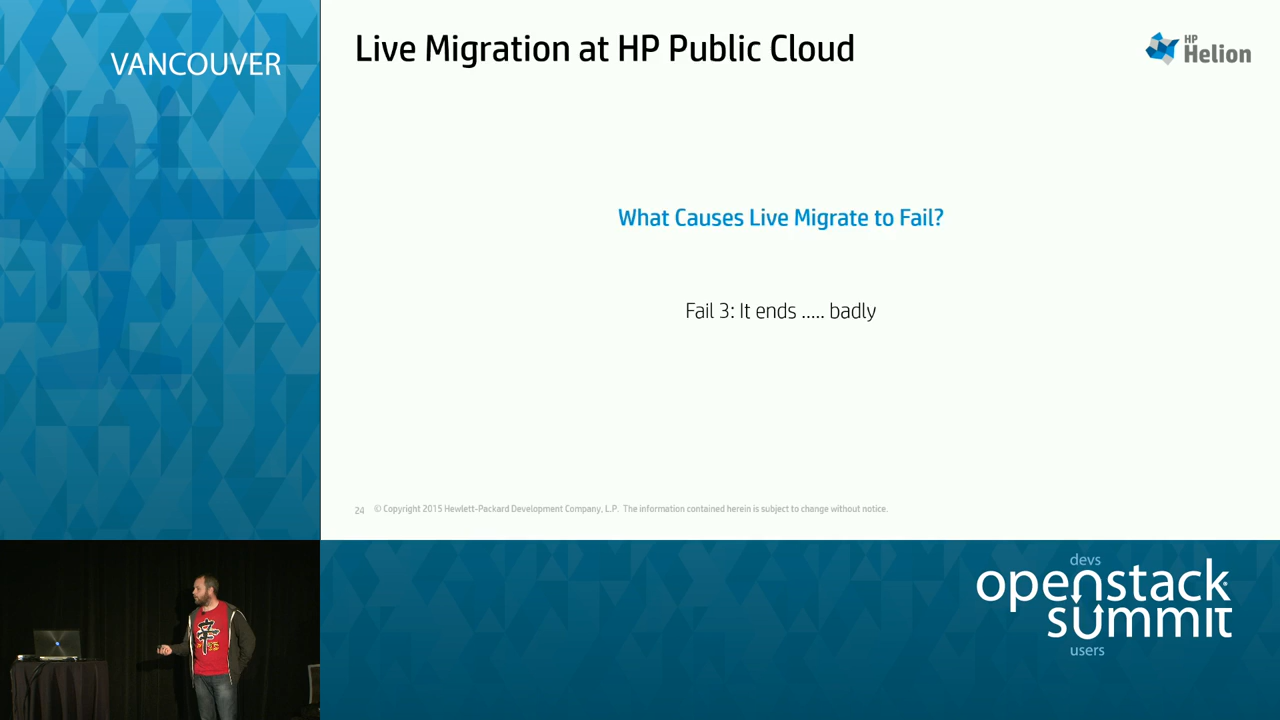 VANCOUVER
Live Migration at HP Public Cloud
HP
Helion
What Causes Live Migrate to Fail?
Fail 3: It ends ..... badly
24 © Copyright 2015 Hewlett-Packard Development Company, L.P. The information contained herein is subject to change without notice.
辛
devs
openstack
summit
users